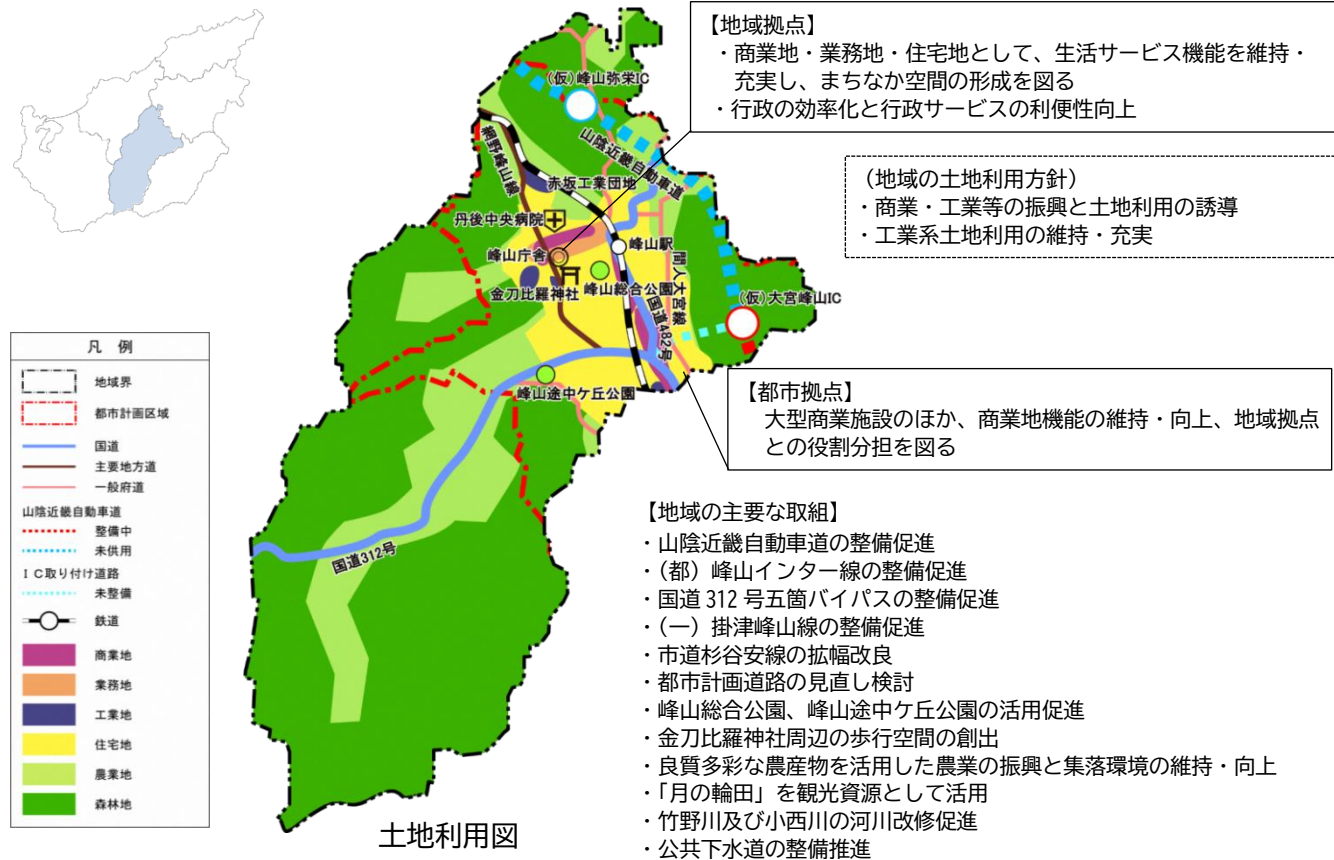 【地域拠点】
・商業地・業務地・住宅地として、生活サービス機能を維持・
充実し、まちなか空間の形成を図る
・行政の効率化と行政サービスの利便性向上
（地域の土地利用方針）
・商業・工業等の振興と土地利用の誘導
・工業系土地利用の維持・充実
(仮)峰山弥栄IC
山陰近畿自動車道
網野峰山線
赤坂工業団地
丹後中央病院
峰山駅
峰山庁舎
間人大宮線
金刀比羅神社
峰山総合公園
国道482号
(仮)大宮峰山IC
峰山途中ケ丘公園
国道312号
【都市拠点】
大型商業施設のほか、商業地機能の維持・向上、地域拠点
との役割分担を図る
凡例
地域界
都市計画区域
国道
主要地方道
一般府道
山陰近畿自動車道
整備中
未供用
ＩＣ取り付け道路
未整備
鉄道
商業地
業務地
工業地
住宅地
農業地
森林地
土地利用図
【地域の主要な取組】
・山陰近畿自動車道の整備促進
・（都）峰山インター線の整備促進
・国道 312 号五箇バイパスの整備促進
・（一）掛津峰山線の整備促進
・市道杉谷安線の拡幅改良
・都市計画道路の見直し検討
・峰山総合公園、峰山途中ケ丘公園の活用促進
・金刀比羅神社周辺の歩行空間の創出
・良質多彩な農産物を活用した農業の振興と集落環境の維持・向上
・「月の輪田」を観光資源として活用
・竹野川及び小西川の河川改修促進
・公共下水道の整備推進